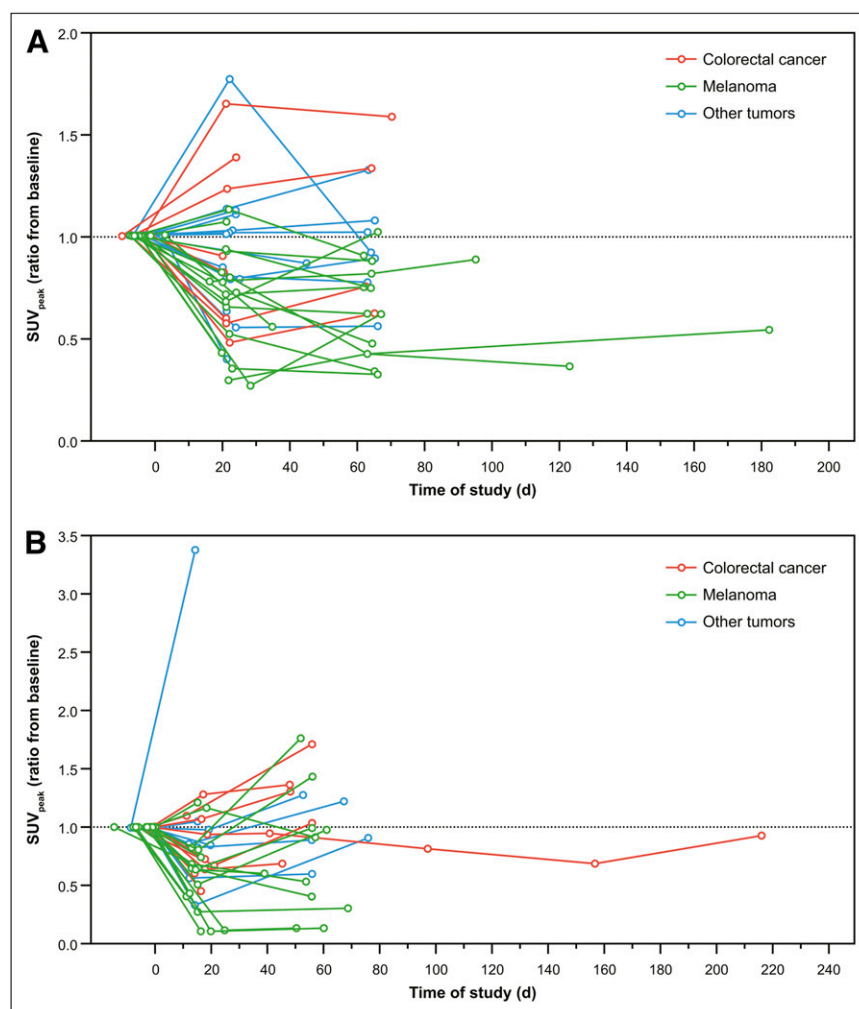 A
2.0
1.5
1.0
0.5
0.0
SUVpeak (ratio from baseline)
Colorectal cancer
Melanoma
Other tumors
0 20 40 60 80 100 120 140 160 180 200
Time of study (d)
B
3.5
3.0
2.5
2.0
1.5
1.0
0.5
0.0
SUVpeak (ratio from baseline)
Colorectal cancer
Melanoma
Other tumors
0 20 40 60 80 100 120 140 160 180 200 220 240
Time of study (d)